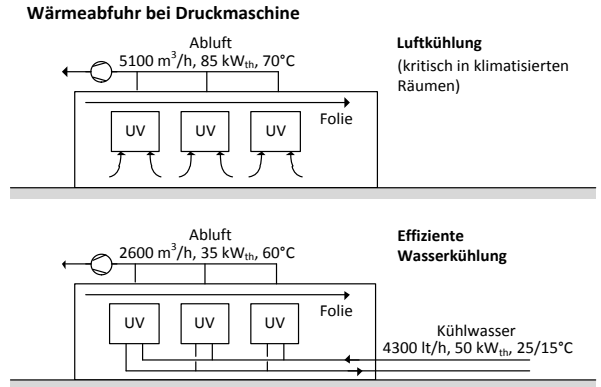 Wärmeabfuhr bei Druckmaschine
Abluft
5100 m³/h, 85 kWth, 70°C
Luftkühlung
(kritisch in klimatisierten
Räumen)
Folie
UV UV UV
Abluft
2600 m³/h, 35 kWth, 60°C
Effiziente
Wasserkühlung
Folie
UV UV UV
Kühlwasser
4300 lt/h, 50 kWth, 25/15°C